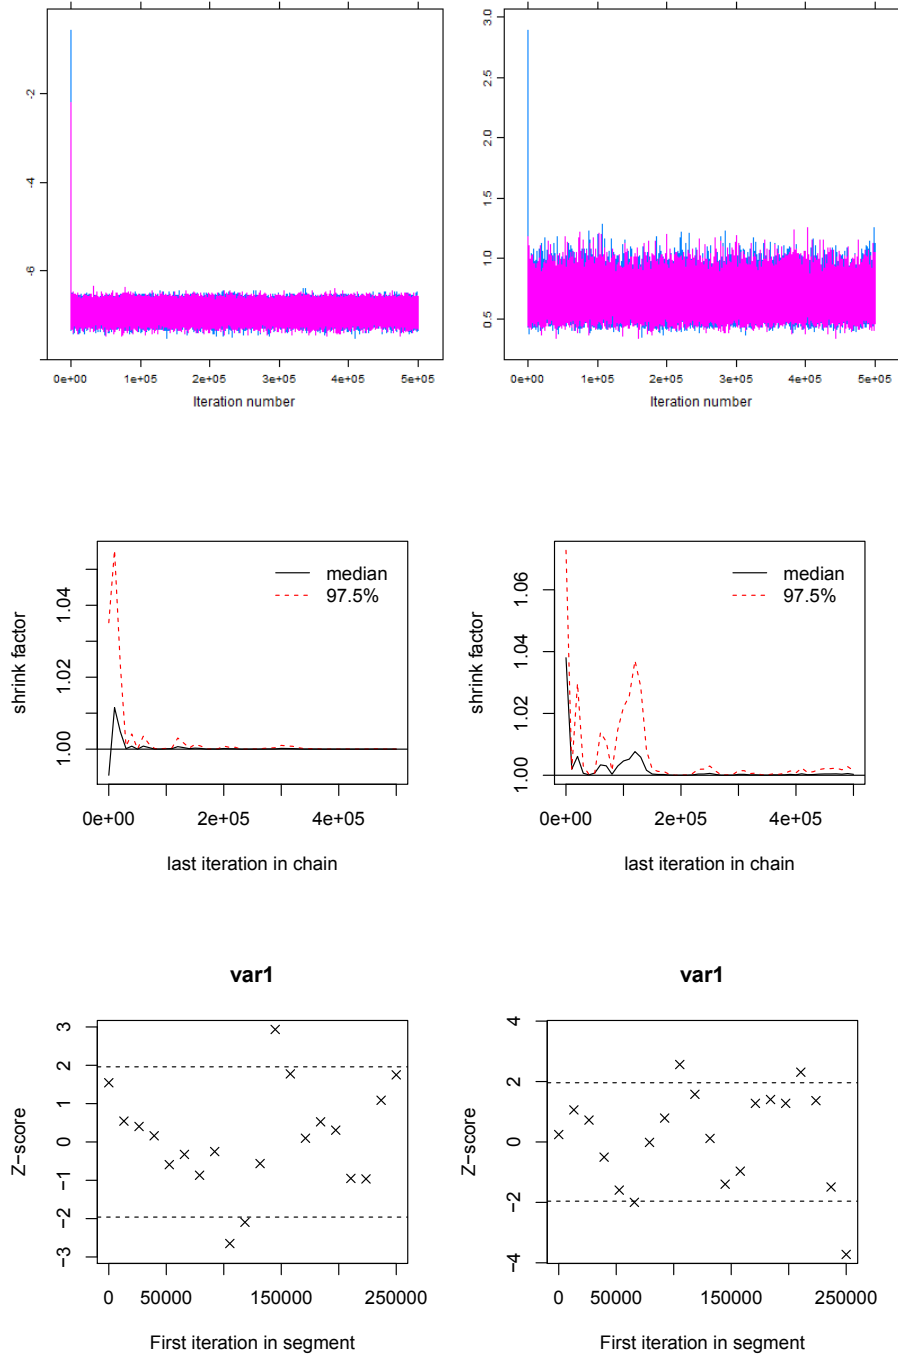 -2
-4
-6
0e+00 1e+05 2e+05 3e+05 4e+05 5e+05
Iteration number
3.0
2.5
2.0
1.5
1.0
0.5
0e+00 1e+05 2e+05 3e+05 4e+05 5e+05
Iteration number
shrink factor
1.04
1.02
1.00
median
97.5%
0e+00 2e+05 4e+05
last iteration in chain
shrink factor
1.06
1.04
1.02
1.00
median
97.5%
0e+00 2e+05 4e+05
last iteration in chain
var1
Z−score
3
2
1
0
−1
−2
−3
0 50000 150000 250000
First iteration in segment
var1
Z−score
4
2
0
−2
−4
0 50000 150000 250000
First iteration in segment